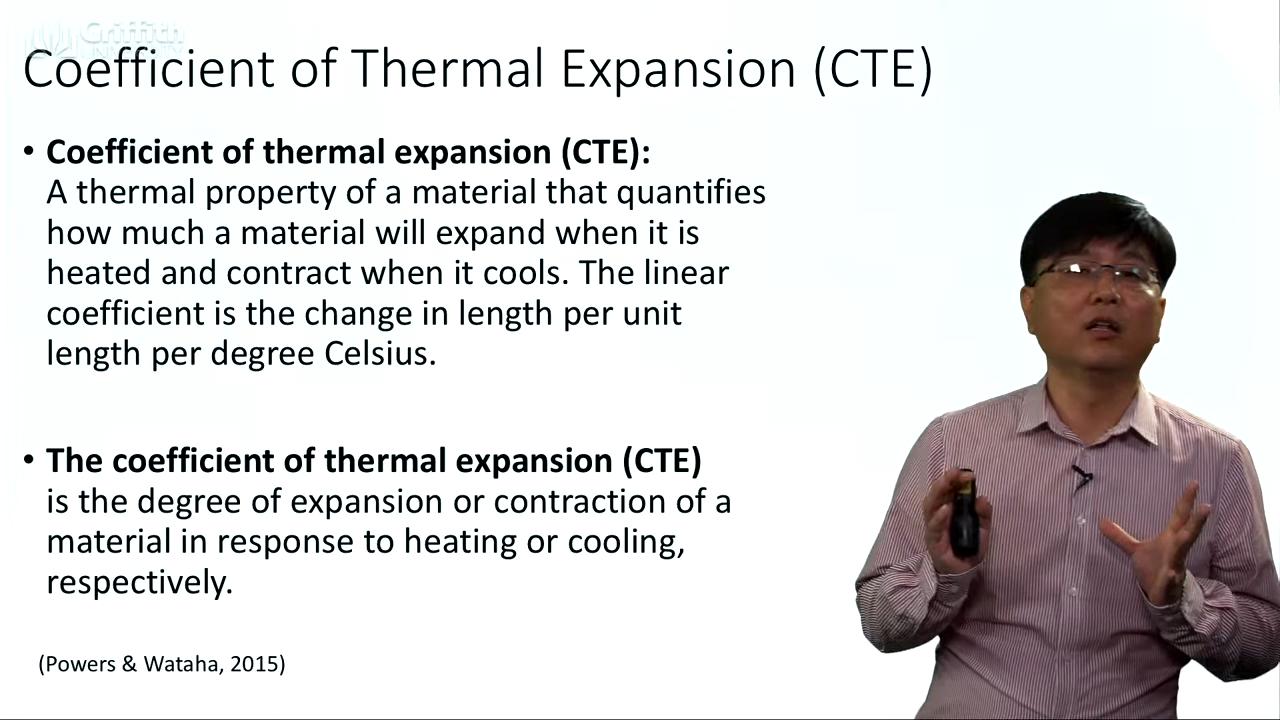 Griffith
UNIVERSITY
Coefficient of Thermal Expansion (CTE)
• Coefficient of thermal expansion (CTE):
A thermal property of a material that quantifies
how much a material will expand when it is
heated and contract when it cools. The linear
coefficient is the change in length per unit
length per degree Celsius.
• The coefficient of thermal expansion (CTE)
is the degree of expansion or contraction of a
material in response to heating or cooling,
respectively.
(Powers & Wataha, 2015)